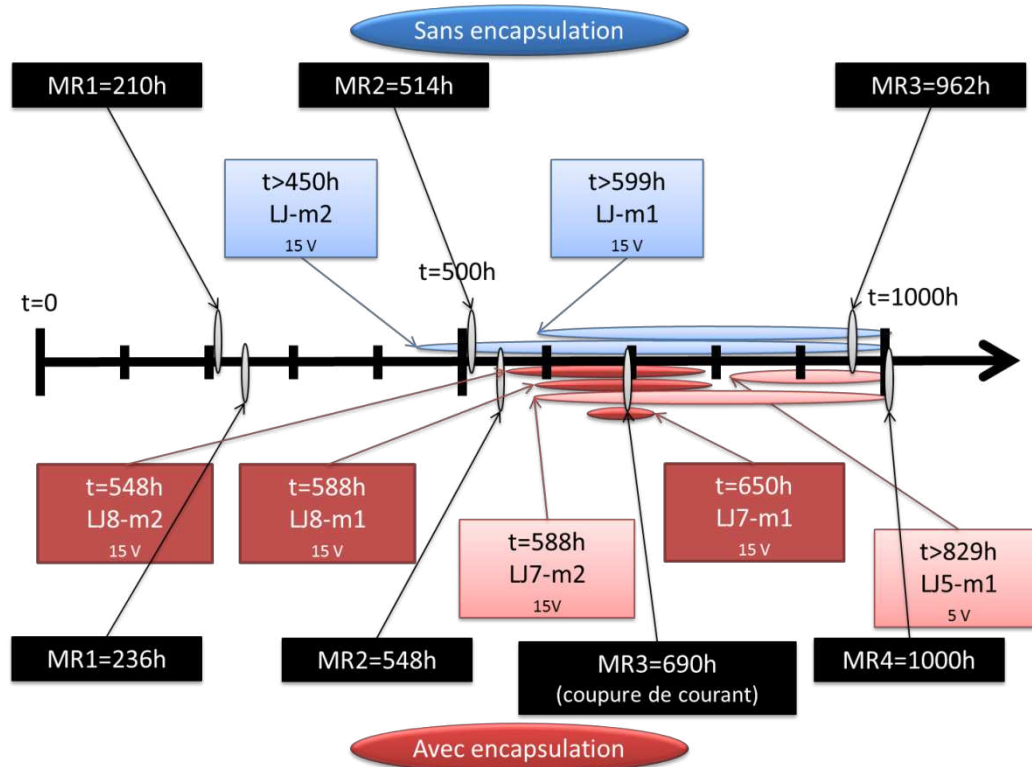 Sans encapsulation
MR1=210h
MR2=514h
MR3=962h
t>450h
LJ-m2
15 V
t>599h
LJ-m1
15 V
t=0
t=500h
t=1000h
t=548h
LJ8-m2
15 V
t=588h
LJ8-m1
15 V
t=588h
LJ7-m2
15V
t=650h
LJ7-m1
15 V
t>829h
LJ5-m1
5 V
MR1=236h
MR2=548h
MR3=690h
(coupure de courant)
MR4=1000h
Avec encapsulation